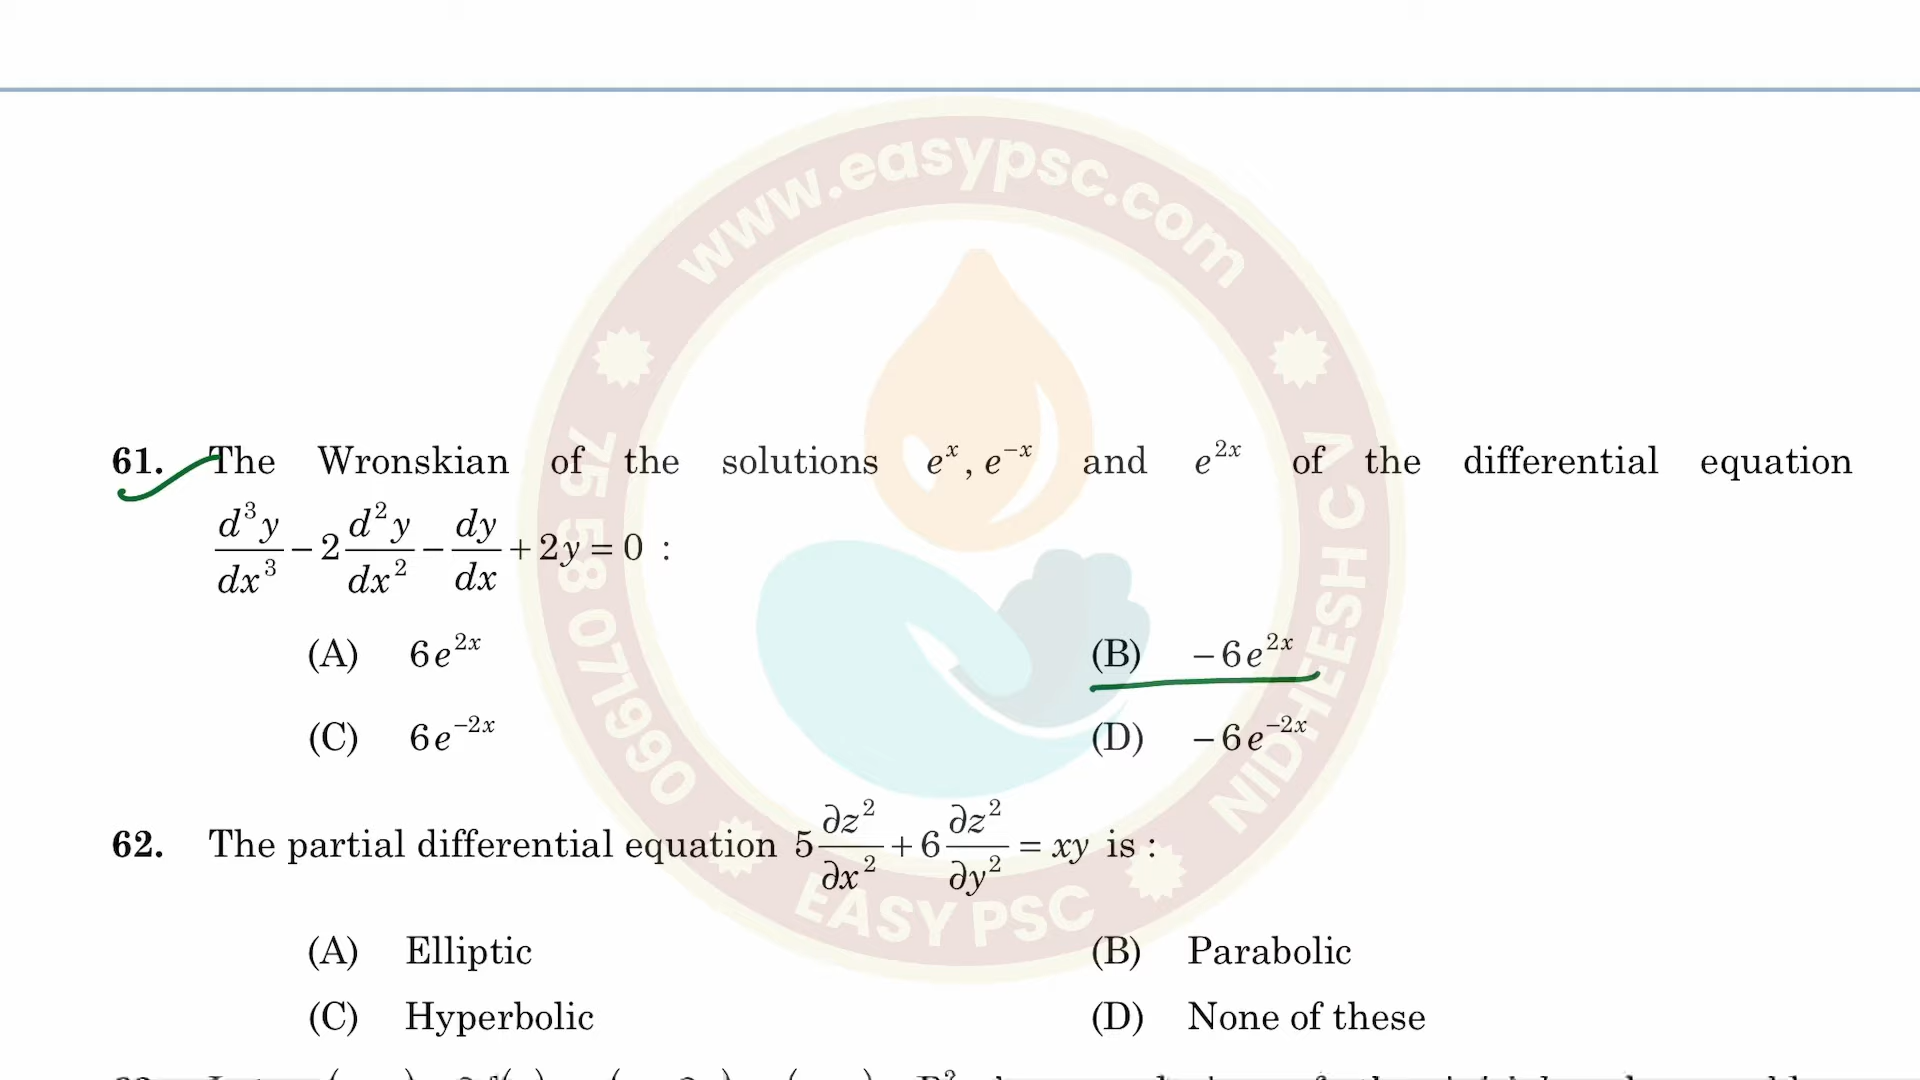 www.easypsc.com
75 58 071990
NIDHEESH C V
EASY PSC
61. The Wronskian of the solutions e^x, e^{-x} and e^{2x} of the differential equation
d^3y/dx^3 − 2 d^2y/dx^2 − dy/dx + 2y = 0 :
(A) 6e^{2x} (B) − 6e^{2x}
(C) 6e^{−2x} (D) − 6e^{−2x}
62. The partial differential equation 5 ∂z^2/∂x^2 + 6 ∂z^2/∂y^2 = xy is :
(A) Elliptic (B) Parabolic
(C) Hyperbolic (D) None of these